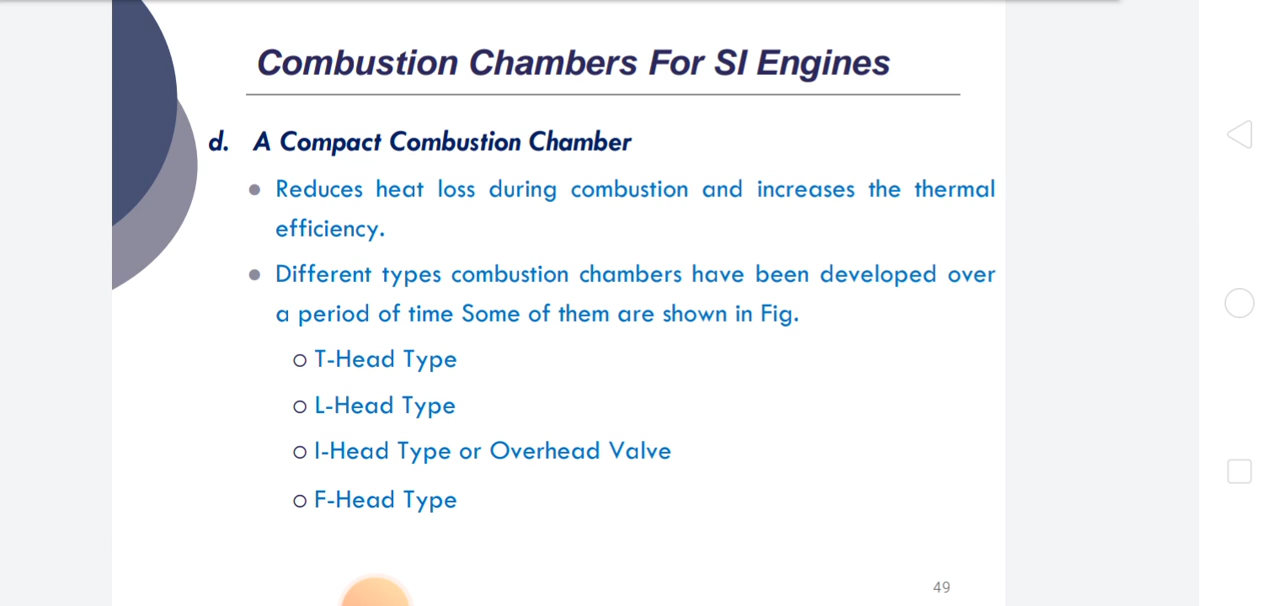 Combustion Chambers For SI Engines
d. A Compact Combustion Chamber
Reduces heat loss during combustion and increases the thermal
efficiency.
Different types combustion chambers have been developed over
a period of time Some of them are shown in Fig.
T-Head Type
L-Head Type
I-Head Type or Overhead Valve
F-Head Type
49